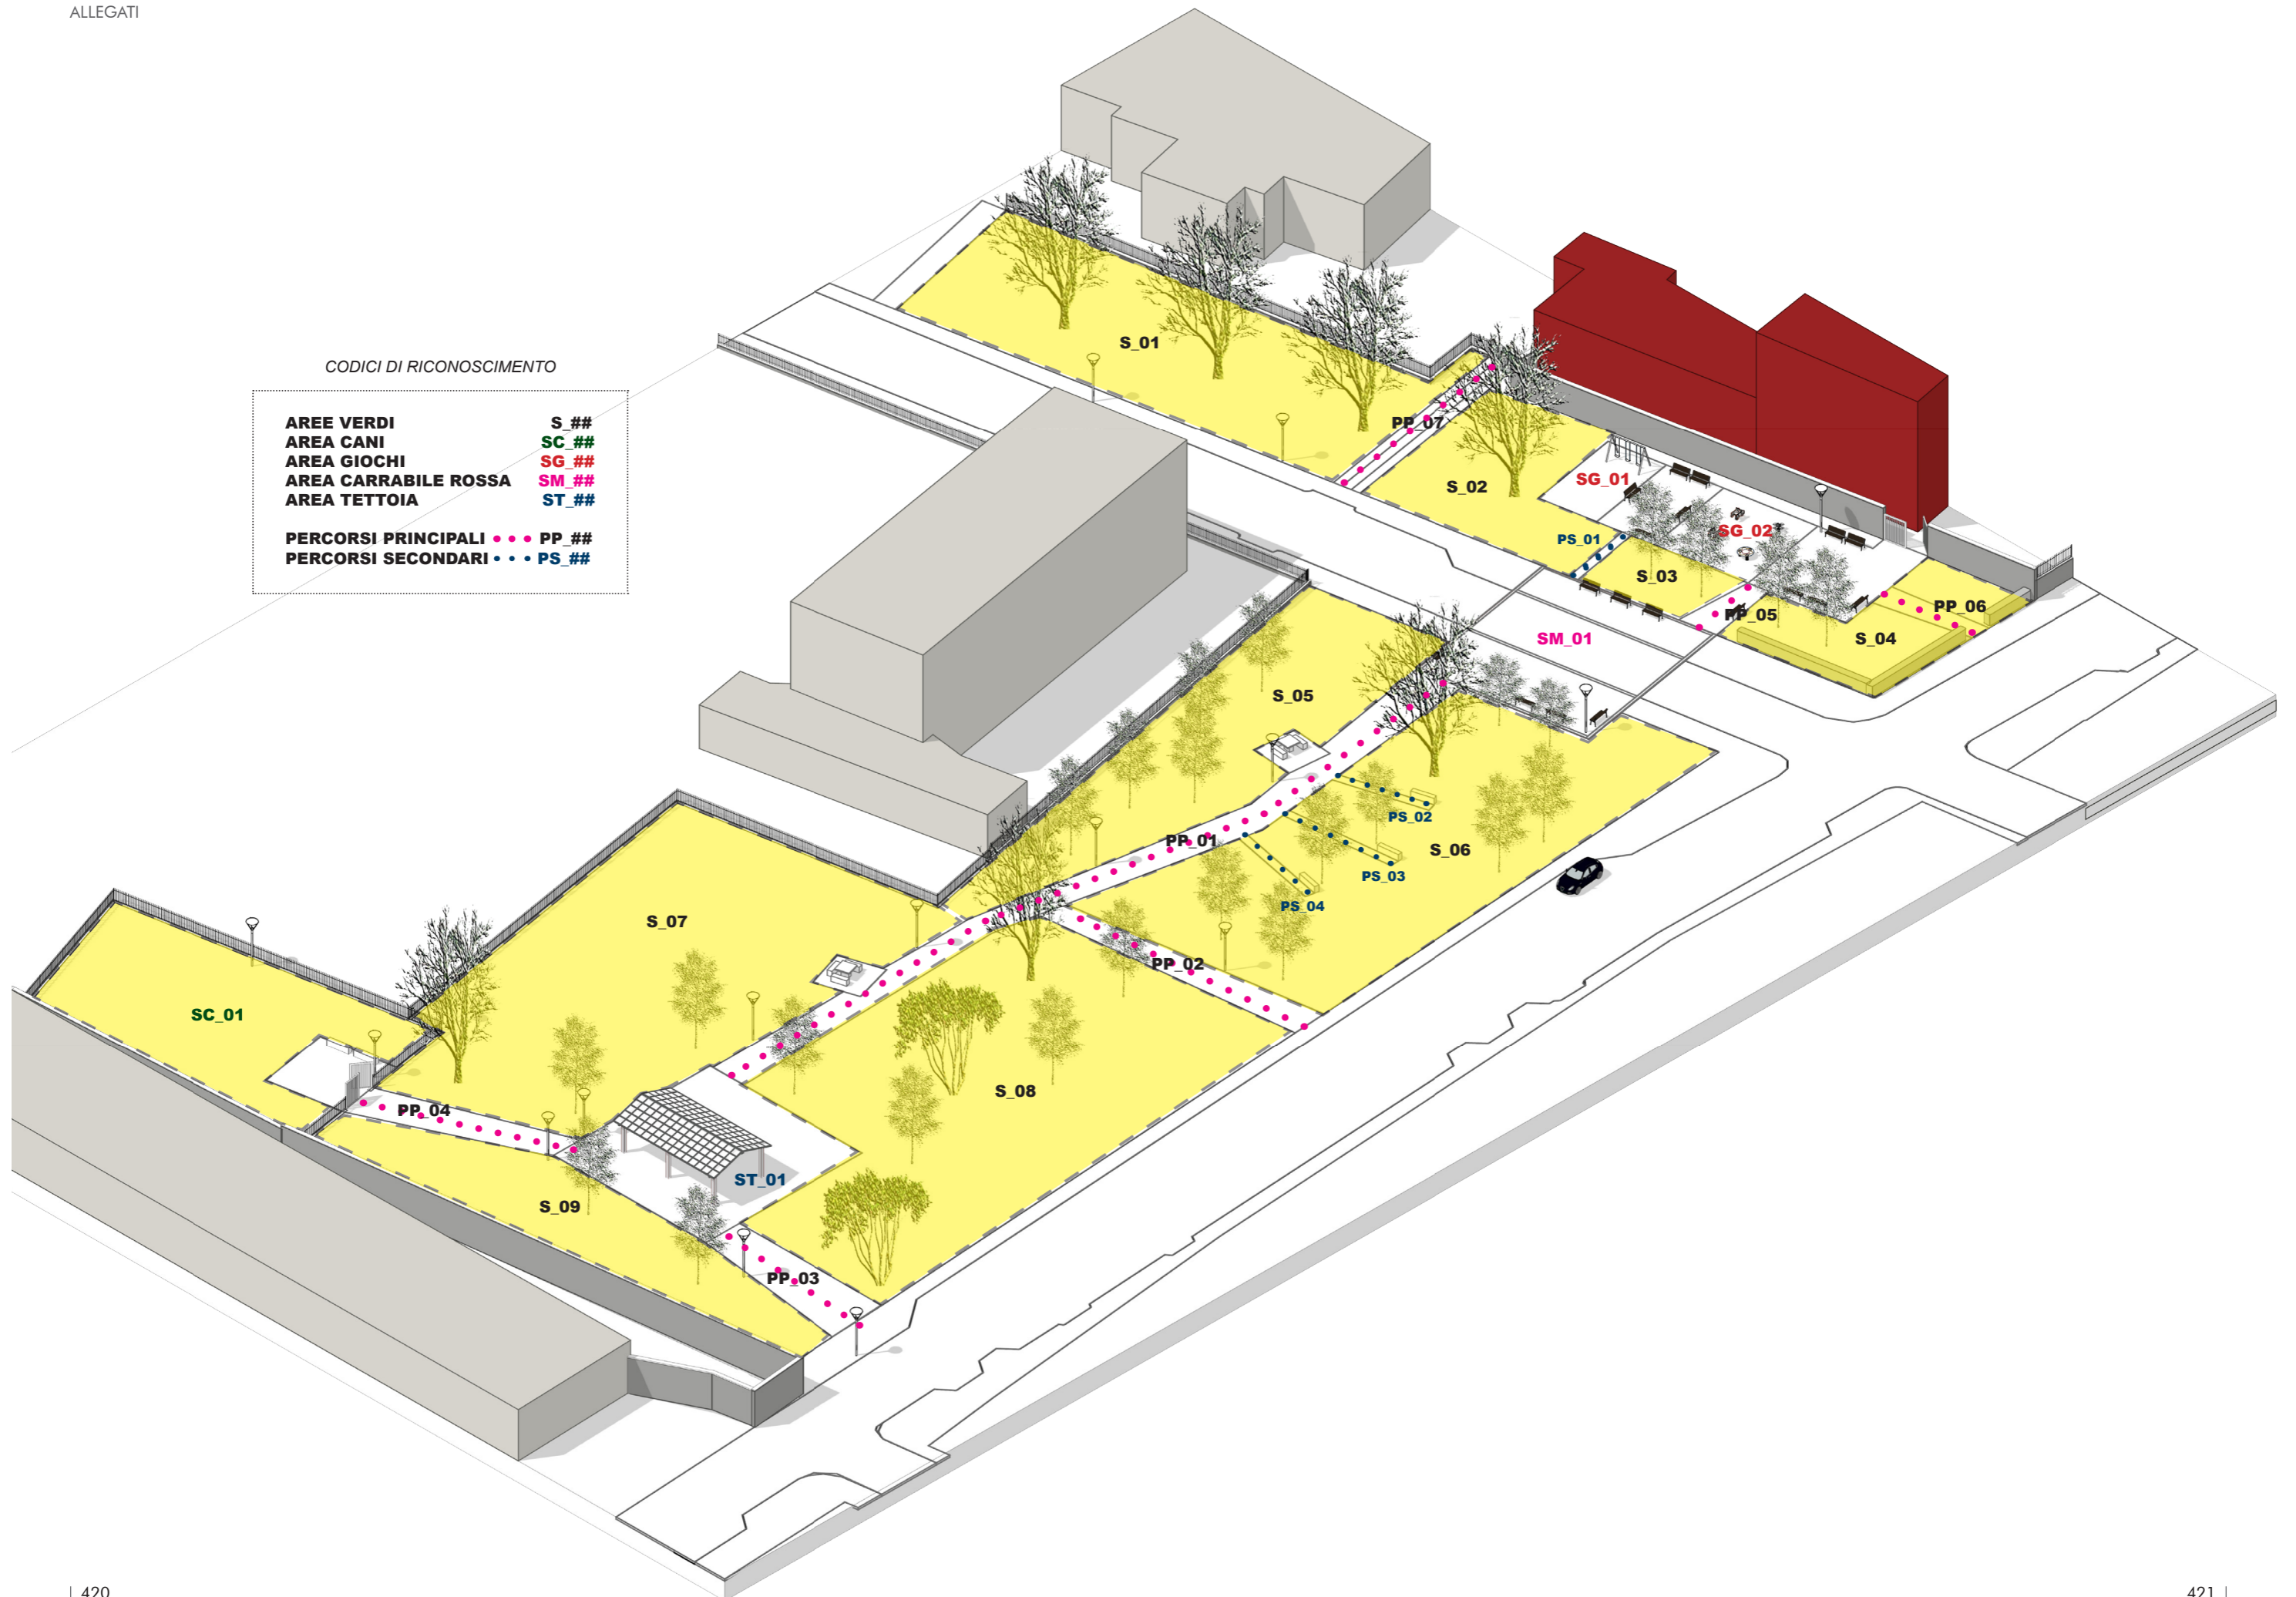 ALLEGATI
CODICI DI RICONOSCIMENTO
AREE VERDI S_##
AREA CANI SC_##
AREA GIOCHI SG_##
AREA CARRABILE ROSSA SM_##
AREA TETTOIA ST_##
PERCORSI PRINCIPALI • • • PP_##
PERCORSI SECONDARI • • • PS_##
S_01
PP_07
S_02
SG_01
SG_02
PS_01
S_03
PP_05
PP_06
S_04
SM_01
S_05
PS_02
PP_01
S_06
PS_03
PS_04
S_07
PP_02
SC_01
S_08
PP_04
ST_01
S_09
PP_03
| 420
421 |